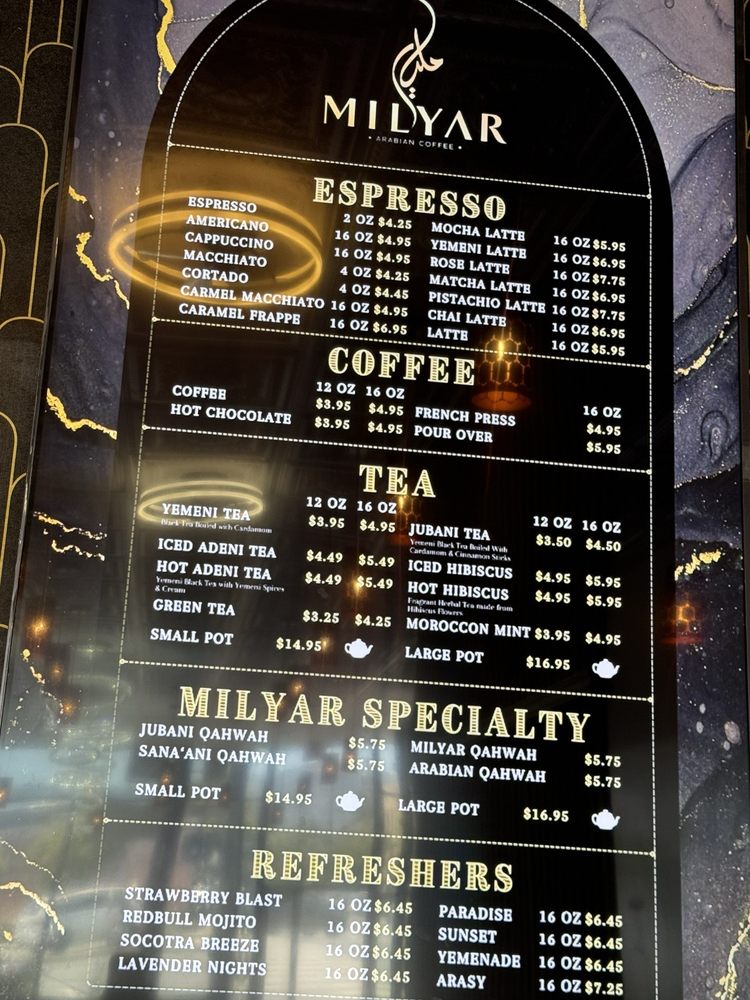 MILYAR
• ARABIAN COFFEE •
ESPRESSO
ESPRESSO 2 OZ $4.25
AMERICANO 16 OZ $4.95
CAPPUCCINO 16 OZ $4.95
MACCHIATO 4 OZ $4.25
CORTADO 4 OZ $4.45
CARMEL MACCHIATO 16 OZ $4.95
CARAMEL FRAPPE 16 OZ $6.95
MOCHA LATTE 16 OZ $5.95
YEMENI LATTE 16 OZ $6.95
ROSE LATTE 16 OZ $7.75
MATCHA LATTE 16 OZ $6.95
PISTACHIO LATTE 16 OZ $7.75
CHAI LATTE 16 OZ $6.95
LATTE 16 OZ $5.95
COFFEE
12 OZ 16 OZ
COFFEE $3.95 $4.95
HOT CHOCOLATE $3.95 $4.95
16 OZ
FRENCH PRESS $4.95
POUR OVER $5.95
TEA
12 OZ 16 OZ
YEMENI TEA $3.95 $4.95
Black Tea Boiled with Cardamom
ICED ADENI TEA $4.49 $5.49
HOT ADENI TEA $4.49 $5.49
Yemeni Black Tea with Yemeni Spices
& Cream
GREEN TEA $3.25 $4.25
SMALL POT $14.95
12 OZ 16 OZ
JUBANI TEA $3.50 $4.50
Yemeni Black Tea Boiled With
Cardamom & Cinnamon Sticks
ICED HIBISCUS $4.95 $5.95
HOT HIBISCUS $4.95 $5.95
Fragrant Herbal Tea made from
Hibiscus Flowers
MOROCCON MINT $3.95 $4.95
LARGE POT $16.95
MILYAR SPECIALTY
JUBANI QAHWAH $5.75
SANA'ANI QAHWAH $5.75
MILYAR QAHWAH $5.75
ARABIAN QAHWAH $5.75
SMALL POT $14.95
LARGE POT $16.95
REFRESHERS
STRAWBERRY BLAST 16 OZ $6.45
REDBULL MOJITO 16 OZ $6.45
SOCOTRA BREEZE 16 OZ $6.45
LAVENDER NIGHTS 16 OZ $6.45
PARADISE 16 OZ $6.45
SUNSET 16 OZ $6.45
YEMENADE 16 OZ $6.45
ARASY 16 OZ $7.25